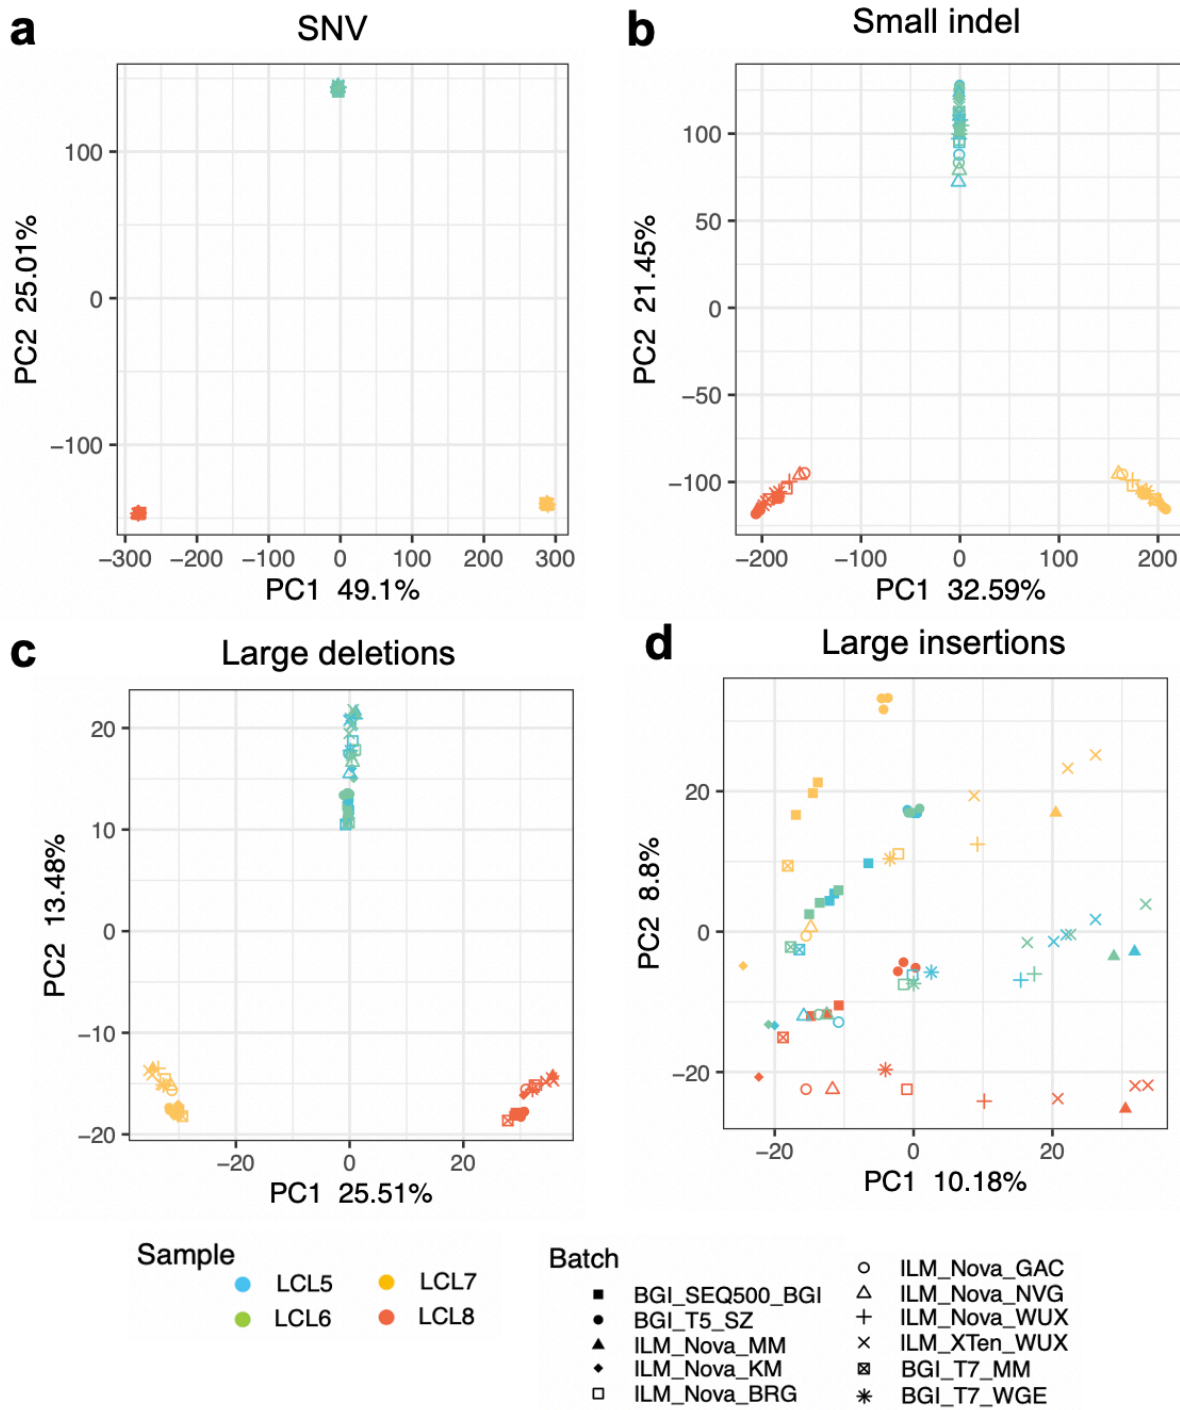 a
SNV
100
0
−100
−300
−200
−100
0
100
200
300
PC2 25.01%
PC1 49.1%
b
Small indel
100
50
0
−50
−100
−200
−100
0
100
200
PC2 21.45%
PC1 32.59%
c
Large deletions
20
10
0
−10
−20
−20
0
20
PC2 13.48%
PC1 25.51%
d
Large insertions
20
0
−20
−20
0
20
PC2 8.8%
PC1 10.18%
Sample
LCL5
LCL6
LCL7
LCL8
Batch
BGI_SEQ500_BGI
BGI_T5_SZ
ILM_Nova_MM
ILM_Nova_KM
ILM_Nova_BRG
ILM_Nova_GAC
ILM_Nova_NVG
ILM_Nova_WUX
ILM_XTen_WUX
BGI_T7_MM
BGI_T7_WGE